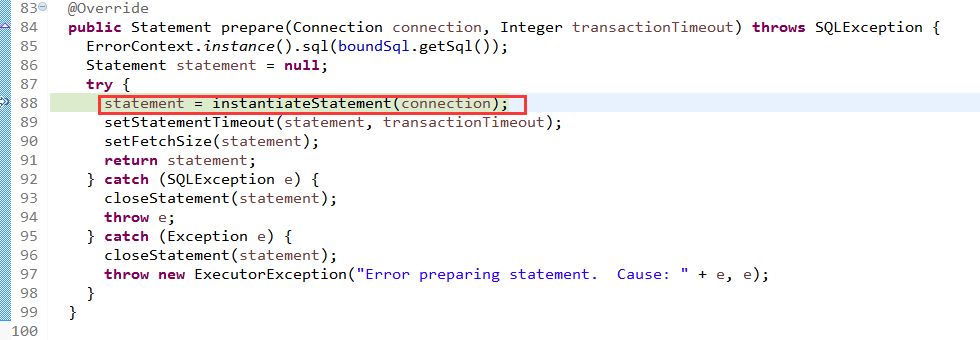 83 @Override
84 public Statement prepare(Connection connection, Integer transactionTimeout) throws SQLException {
85 ErrorContext.instance().sql(boundSql.getSql());
86 Statement statement = null;
87 try {
88 statement = instantiateStatement(connection);
89 setStatementTimeout(statement, transactionTimeout);
90 setFetchSize(statement);
91 return statement;
92 } catch (SQLException e) {
93 closeStatement(statement);
94 throw e;
95 } catch (Exception e) {
96 closeStatement(statement);
97 throw new ExecutorException("Error preparing statement.  Cause: " + e, e);
98 }
99 }
100